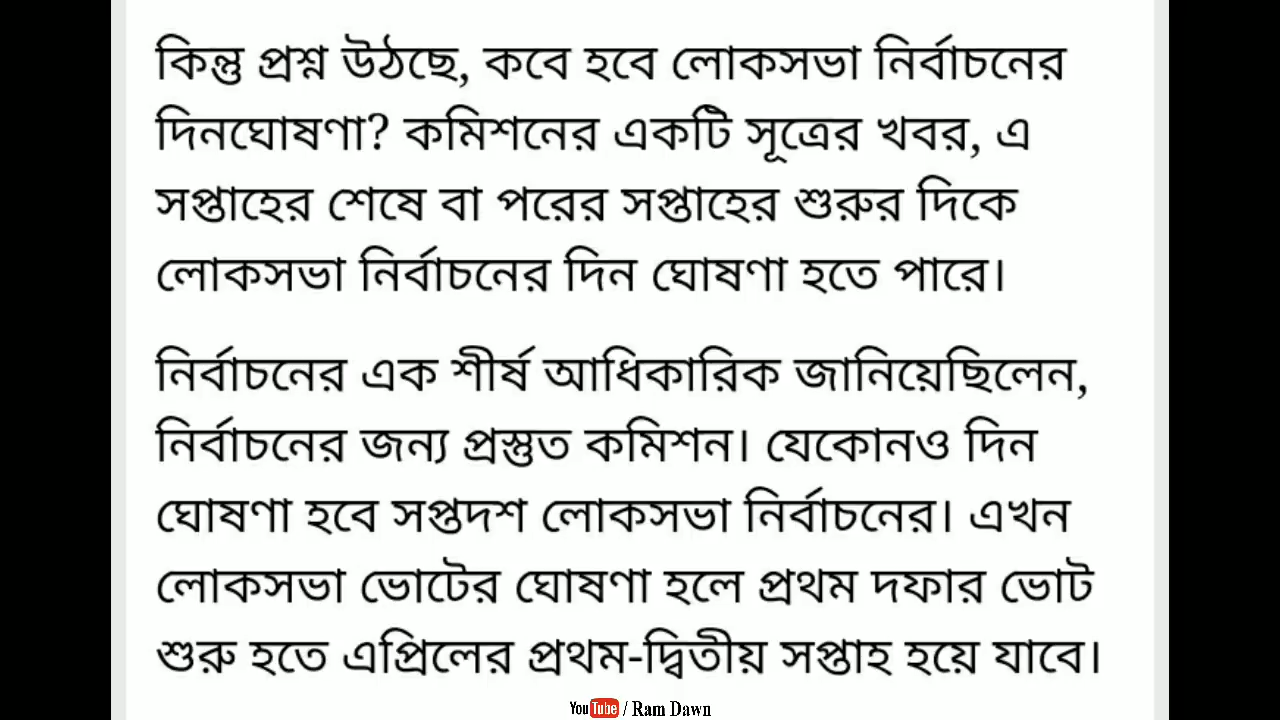 কিন্তু প্রশ্ন উঠছে, কবে হবে লোকসভা নির্বাচনের
দিনঘোষণা? কমিশনের একটি সূত্রের খবর, এ
সপ্তাহের শেষে বা পরের সপ্তাহের শুরুর দিকে
লোকসভা নির্বাচনের দিন ঘোষণা হতে পারে।
নির্বাচনের এক শীর্ষ আধিকারিক জানিয়েছিলেন,
নির্বাচনের জন্য প্রস্তুত কমিশন। যেকোনও দিন
ঘোষণা হবে সপ্তদশ লোকসভা নির্বাচনের। এখন
লোকসভা ভোটের ঘোষণা হলে প্রথম দফার ভোট
শুরু হতে এপ্রিলের প্রথম-দ্বিতীয় সপ্তাহ হয়ে যাবে।
YouTube / Ram Dawn